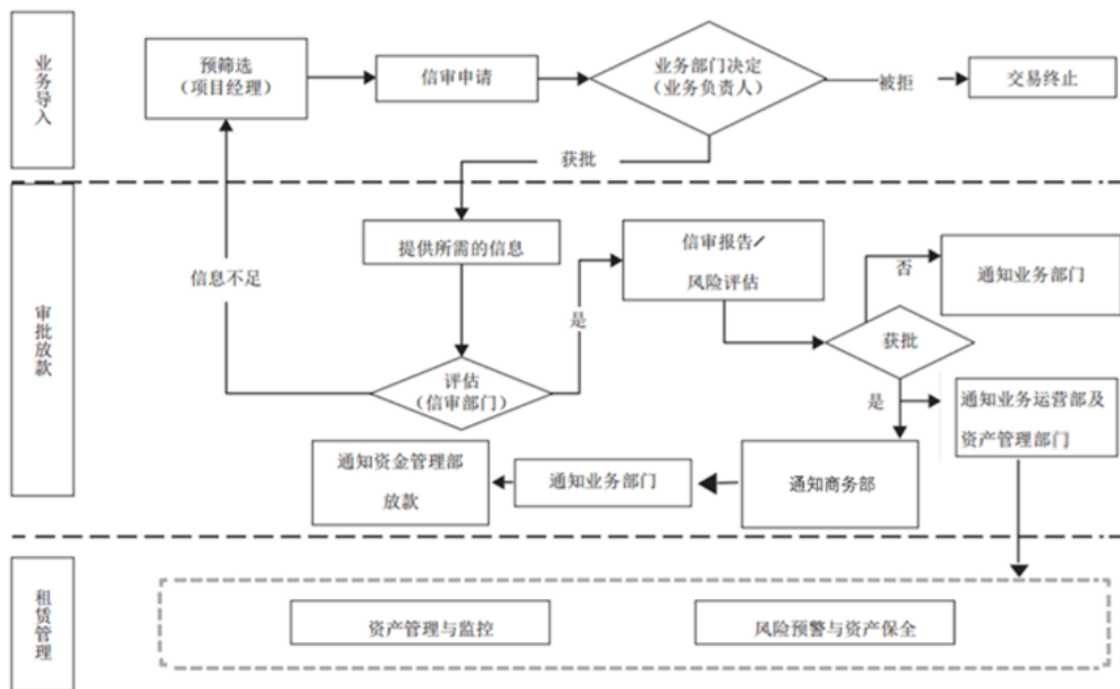 业务导入
预筛选
（项目经理）
信审申请
业务部门决定
（业务负责人）
被拒
交易终止
获批
审批放款
提供所需的信息
信审报告/
风险评估
否
通知业务部门
信息不足
是
获批
评估
（信审部门）
是
通知业务运营部及
资产管理部门
通知资金管理部
放款
通知业务部门
通知商务部
租赁管理
资产管理与监控
风险预警与资产保全